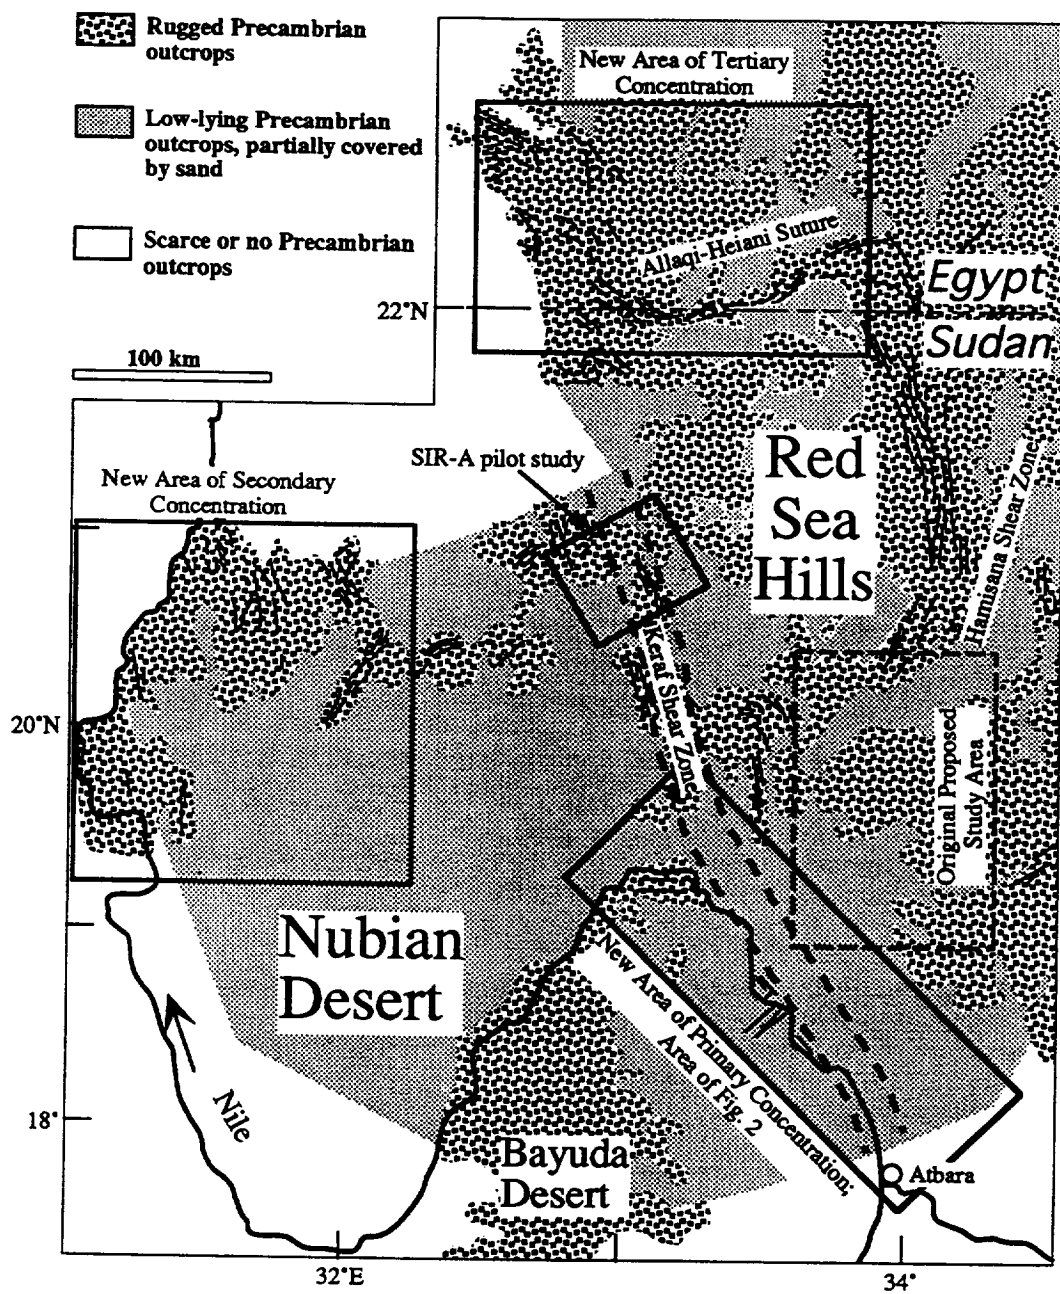 Rugged Precambrian
outcrops
Low-lying Precambrian
outcrops, partially covered
by sand
Scarce or no Precambrian
outcrops
New Area of Tertiary
Concentration
Allaqi-Heiani Suture
Egypt
22°N
Sudan
100 km
SIR-A pilot study
New Area of Secondary
Concentration
Red
Sea
Hills
Hamisana Shear Zone
Keraf Shear Zone
20°N
Original Proposed
Study Area
Nubian
Desert
New Area of Primary Concentration;
Area of Fig. 2
Nile
18°
Bayuda
Desert
Atbara
32°E
34°